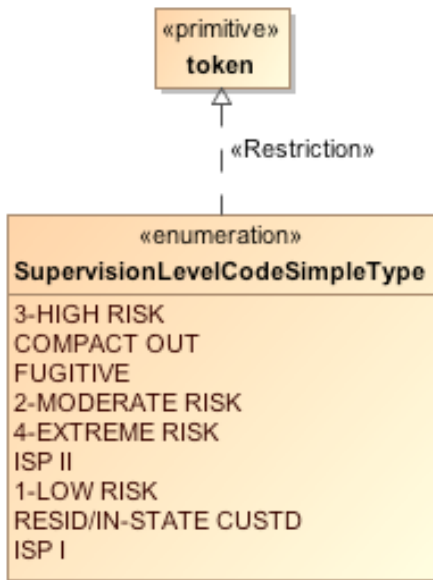 «primitive»
token
«Restriction»
«enumeration»
SupervisionLevelCodeSimpleType
3-HIGH RISK
COMPACT OUT
FUGITIVE
2-MODERATE RISK
4-EXTREME RISK
ISP II
1-LOW RISK
RESID/IN-STATE CUSTD
ISP I